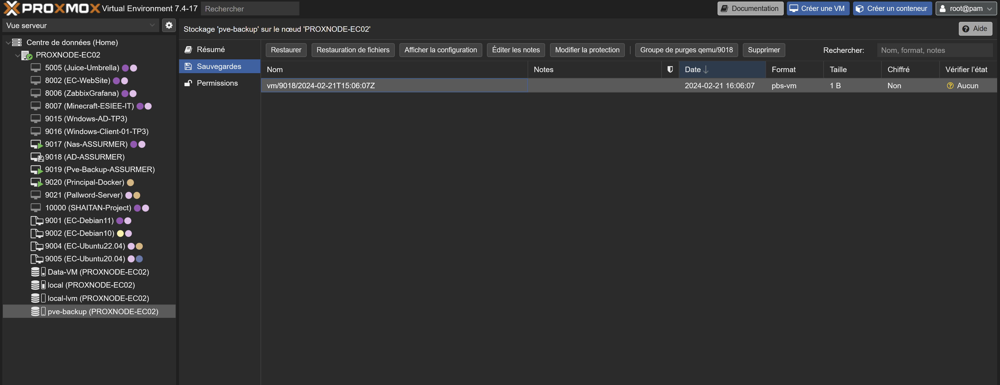 PROXMOX Virtual Environment 7.4-17 Rechercher Documentation Créer une VM Créer un conteneur root@pam
Vue serveur
Stockage 'pve-backup' sur le nœud 'PROXNODE-EC02' Aide
Centre de données (Home)
PROXNODE-EC02
5005 (Juice-Umbrella)
8002 (EC-WebSite)
8006 (ZabbixGrafana)
8007 (Minecraft-ESIEE-IT)
9015 (Wndows-AD-TP3)
9016 (Windows-Client-01-TP3)
9017 (Nas-ASSURMER)
9018 (AD-ASSURMER)
9019 (Pve-Backup-ASSURMER)
9020 (Principal-Docker)
9021 (Pallword-Server)
10000 (SHAITAN-Project)
9001 (EC-Debian11)
9002 (EC-Debian10)
9004 (EC-Ubuntu22.04)
9005 (EC-Ubuntu20.04)
Data-VM (PROXNODE-EC02)
local (PROXNODE-EC02)
local-lvm (PROXNODE-EC02)
pve-backup (PROXNODE-EC02)
Résumé
Sauvegardes
Permissions
Restaurer Restauration de fichiers Afficher la configuration Éditer les notes Modifier la protection Groupe de purges qemu/9018 Supprimer Rechercher: Nom, format, notes
Nom Notes Date Format Taille Chiffré Vérifier l'état
vm/9018/2024-02-21T15:06:07Z 2024-02-21 16:06:07 pbs-vm 1 B Non Aucun